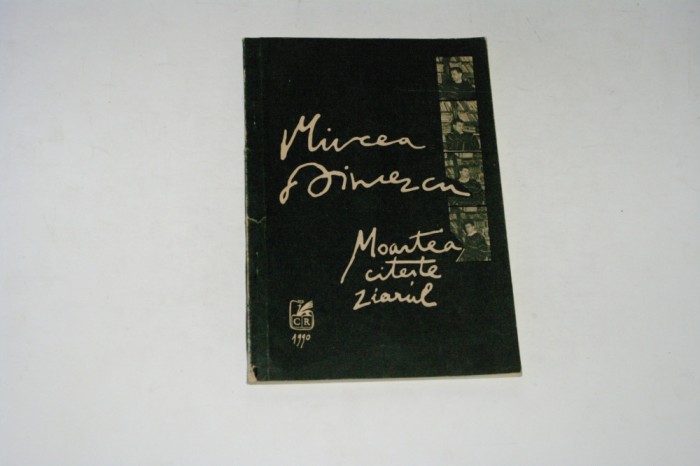 Mircea
Dinescu
Moartea
citește
ziarul
CR
1990